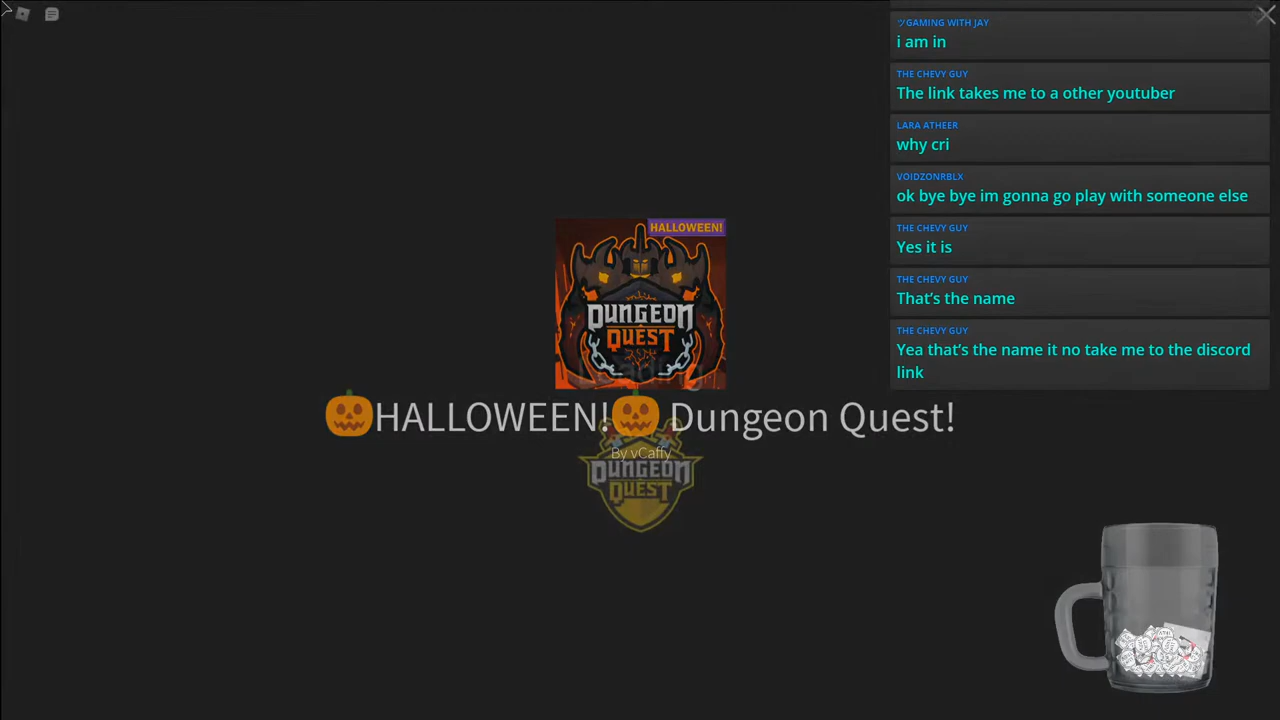 ツGAMING WITH JAY
i am in
THE CHEVY GUY
The link takes me to a other youtuber
LARA ATHEER
why cri
VOIDZONRBLX
ok bye bye im gonna go play with someone else
THE CHEVY GUY
Yes it is
THE CHEVY GUY
That's the name
THE CHEVY GUY
Yea that's the name it no take me to the discord
link
HALLOWEEN!
DUNGEON
QUEST
🎃HALLOWEEN!🎃 Dungeon Quest!
By vCaffy
DUNGEON
QUEST